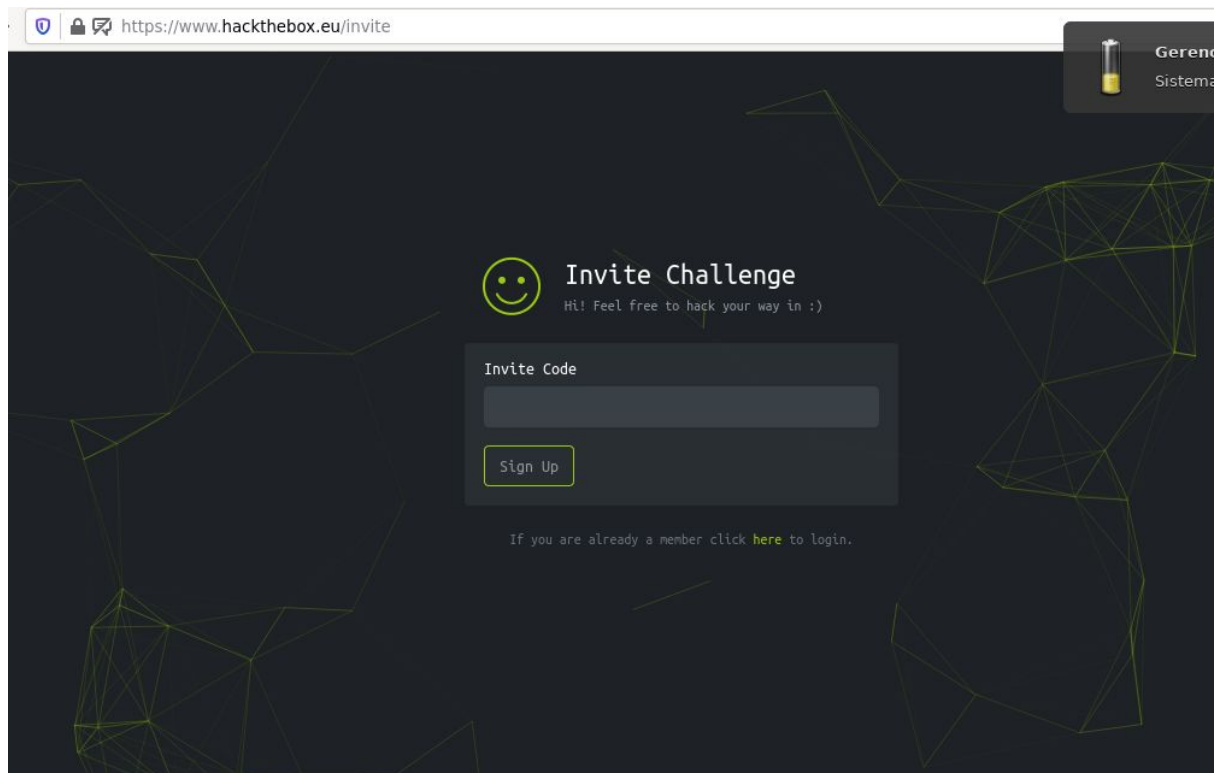 https://www.hackthebox.eu/invite
Sistema
Invite Challenge
Hi! Feel free to hack your way in :)
Invite Code
Sign Up
If you are already a member click here to login.